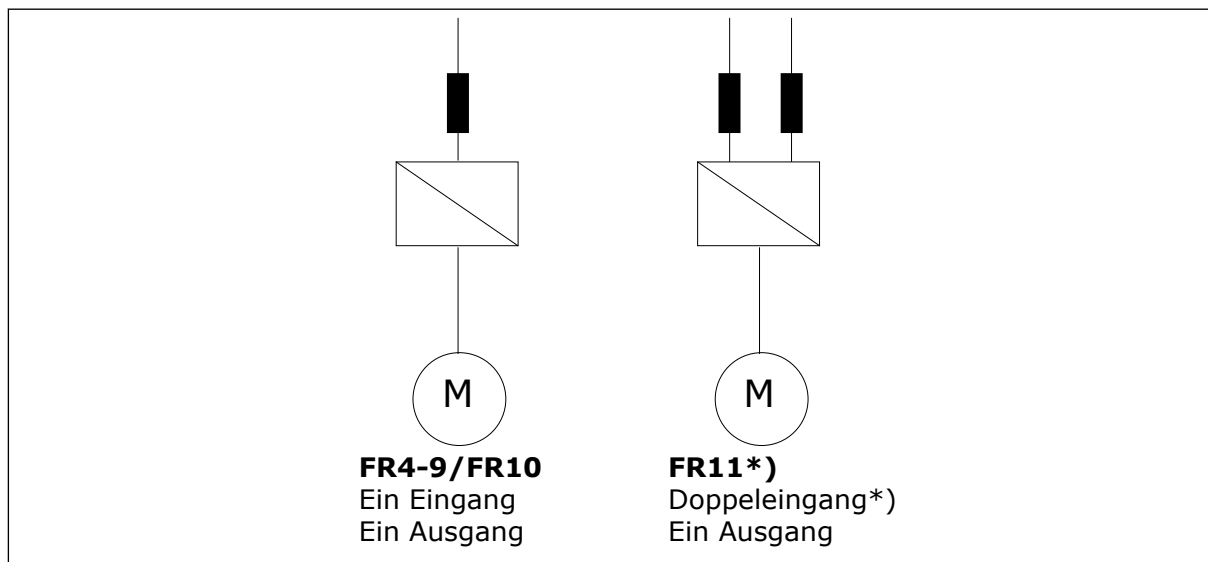 M
FR4-9/FR10
Ein Eingang
Ein Ausgang
M
FR11*)
Doppeleingang*)
Ein Ausgang